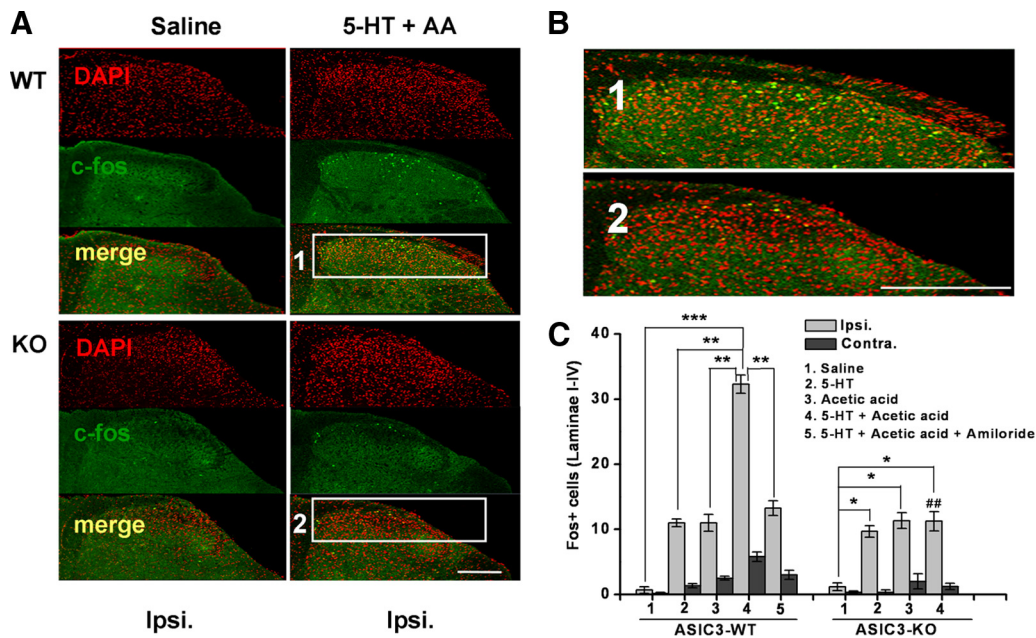 A
Saline
5-HT + AA
WT
DAPI
c-fos
merge
1
KO
DAPI
c-fos
merge
2
Ipsi.
Ipsi.
B
1
2
C
Fos+ cells (Laminae I-IV)
40
30
20
10
0
***
**
**
**
*
*
*
##
Ipsi.
Contra.
1. Saline
2. 5-HT
3. Acetic acid
4. 5-HT + Acetic acid
5. 5-HT + Acetic acid + Amiloride
1 2 3 4 5 1 2 3 4
ASIC3-WT ASIC3-KO